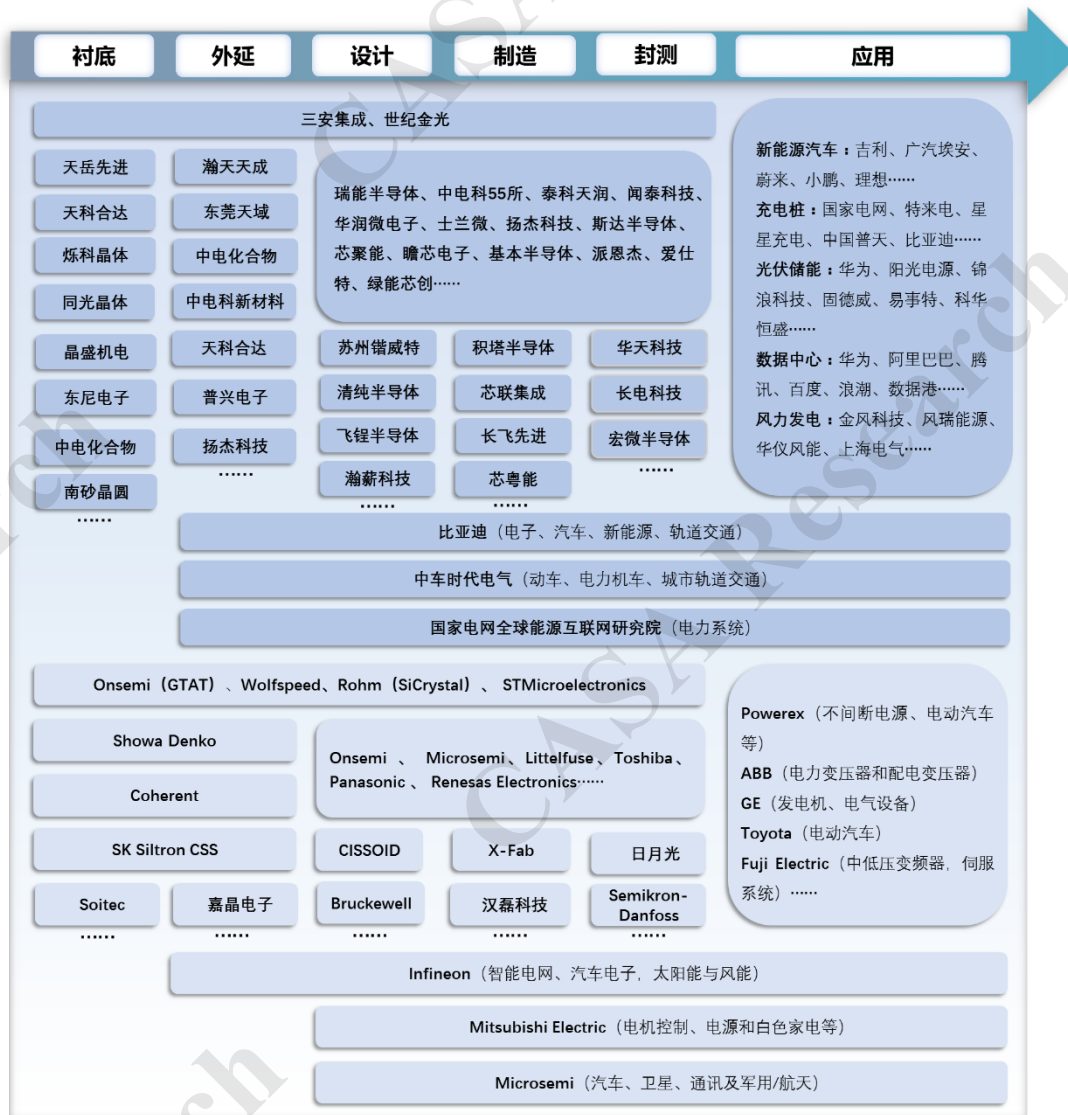 衬底
外延
设计
制造
封测
应用
三安集成、世纪金光
天岳先进
天科合达
烁科晶体
同光晶体
晶盛机电
东尼电子
中电化合物
南砂晶圆
……
瀚天天成
东莞天域
中电化合物
中电科新材料
天科合达
普兴电子
扬杰科技
……
瑞能半导体、中电科55所、泰科天润、闻泰科技、
华润微电子、士兰微、扬杰科技、斯达半导体、
芯聚能、瞻芯电子、基本半导体、派恩杰、爱仕
特、绿能芯创……
苏州锴威特
清纯半导体
飞锃半导体
瀚薪科技
……
积塔半导体
芯联集成
长飞先进
芯粤能
……
华天科技
长电科技
宏微半导体
……
新能源汽车：吉利、广汽埃安、
蔚来、小鹏、理想……
充电桩：国家电网、特来电、星
星充电、中国普天、比亚迪……
光伏储能：华为、阳光电源、锦
浪科技、固德威、易事特、科华
恒盛……
数据中心：华为、阿里巴巴、腾
讯、百度、浪潮、数据港……
风力发电：金风科技、风瑞能源、
华仪风能、上海电气……
比亚迪（电子、汽车、新能源、轨道交通）
中车时代电气（动车、电力机车、城市轨道交通）
国家电网全球能源互联网研究院（电力系统）
Onsemi（GTAT）、Wolfspeed、Rohm（SiCrystal）、STMicroelectronics
Showa Denko
Coherent
SK Siltron CSS
Soitec
……
嘉晶电子
……
Onsemi 、 Microsemi、Littelfuse、Toshiba、
Panasonic 、 Renesas Electronics……
CISSOID
Bruckewell
……
X-Fab
汉磊科技
……
日月光
Semikron-
Danfoss
……
Powerex（不间断电源、电动汽车
等）
ABB（电力变压器和配电变压器）
GE（发电机、电气设备）
Toyota（电动汽车）
Fuji Electric（中低压变频器，伺服
系统）……
Infineon（智能电网、汽车电子，太阳能与风能）
Mitsubishi Electric（电机控制、电源和白色家电等）
Microsemi（汽车、卫星、通讯及军用/航天）
CASA Research